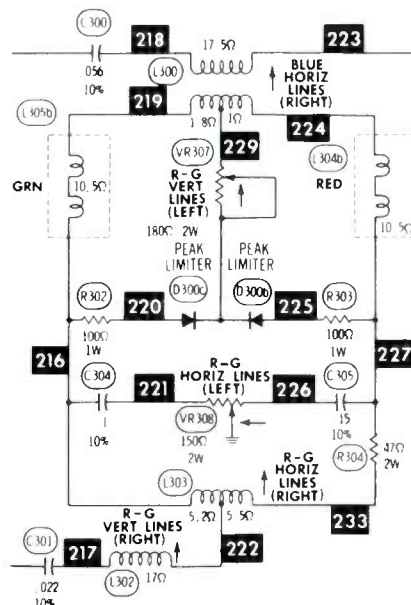 C300
218
17 5Ω
223
.056
10%
L300
BLUE
HORIZ
LINES
(RIGHT)
219
L305b
1 8Ω
1Ω
224
229
VR307
L304b
GRN
10.5Ω
R-G
VERT
LINES
(LEFT)
RED
180Ω 2W
10 5Ω
PEAK
LIMITER
PEAK
LIMITER
D300c
D300b
R302
220
225
R303
100Ω
1W
100Ω
1W
216
R-G
HORIZ LINES
(LEFT)
227
C304
221
226
C305
1
10%
VR308
15
10%
150Ω
2W
R304
47Ω
2W
L303
R-G
HORIZ
LINES
(RIGHT)
R-G
VERT LINES
(RIGHT)
5.2Ω
5 5Ω
233
C301
217
222
.022
10%
L302
17Ω